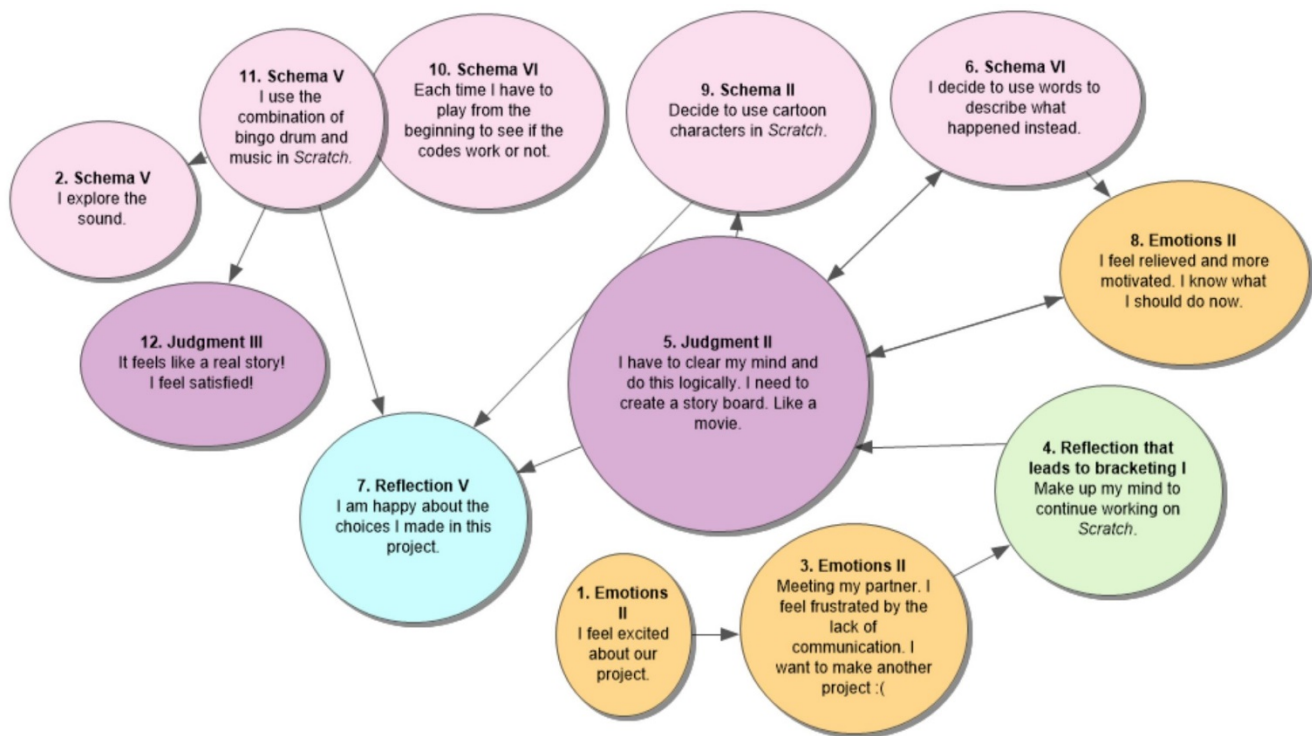 11. Schema V
I use the
combination of
bingo drum and
music in Scratch.
10. Schema VI
Each time I have to
play from the
beginning to see if the
codes work or not.
9. Schema II
Decide to use cartoon
characters in Scratch.
6. Schema VI
I decide to use words to
describe what
happened instead.
2. Schema V
I explore the
sound.
8. Emotions II
I feel relieved and more
motivated. I know what
I should do now.
12. Judgment III
It feels like a real story!
I feel satisfied!
5. Judgment II
I have to clear my mind and
do this logically. I need to
create a story board. Like a
movie.
4. Reflection that
leads to bracketing I
Make up my mind to
continue working on
Scratch.
7. Reflection V
I am happy about the
choices I made in this
project.
3. Emotions II
Meeting my partner. I
feel frustrated by the
lack of
communication. I
want to make another
project :(
1. Emotions
II
I feel excited
about our
project.